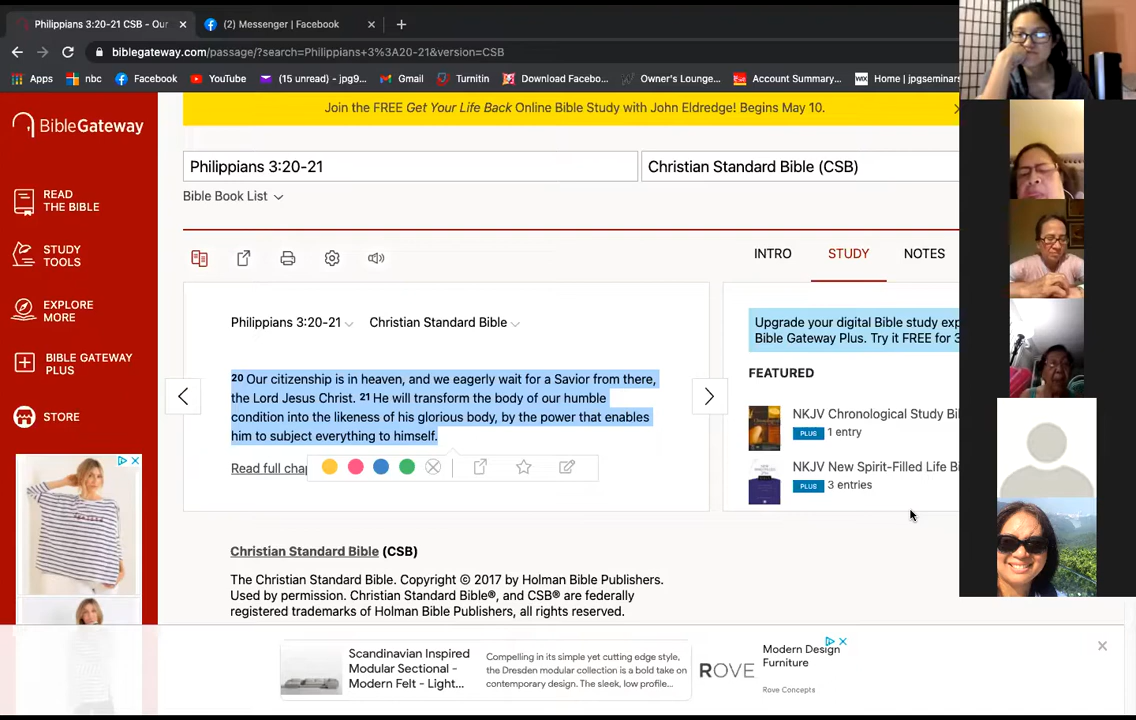 Philippians 3:20-21 CSB - Ou
(2) Messenger | Facebook
biblegateway.com/passage/?search=Philippians+3%3A20-21&version=CSB
Apps
nbc
Facebook
YouTube
(15 unread) - jpg9...
Gmail
Turnitin
Download Facebo...
Owner's Lounge...
Account Summary...
Home | jpgseminars
Join the FREE Get Your Life Back Online Bible Study with John Eldredge! Begins May 10.
BibleGateway
Philippians 3:20-21
Christian Standard Bible (CSB)
Bible Book List
READ
THE BIBLE
STUDY
TOOLS
EXPLORE
MORE
BIBLE GATEWAY
PLUS
STORE
INTRO
STUDY
NOTES
Philippians 3:20-21
Christian Standard Bible
20 Our citizenship is in heaven, and we eagerly wait for a Savior from there,
the Lord Jesus Christ. 21 He will transform the body of our humble
condition into the likeness of his glorious body, by the power that enables
him to subject everything to himself.
Read full chap
Upgrade your digital Bible study exp
Bible Gateway Plus. Try it FREE for 3
FEATURED
NKJV Chronological Study Bi
PLUS 1 entry
NKJV New Spirit-Filled Life B
PLUS 3 entries
Christian Standard Bible (CSB)
The Christian Standard Bible. Copyright © 2017 by Holman Bible Publishers.
Used by permission. Christian Standard Bible®, and CSB® are federally
registered trademarks of Holman Bible Publishers, all rights reserved.
Scandinavian Inspired
Modular Sectional -
Modern Felt - Light...
Compelling in its simple yet cutting edge style,
the Dresden modular collection is a bold take on
contemporary design. The sleek, low profile...
ROVE
Modern Design
Furniture
Rove Concepts